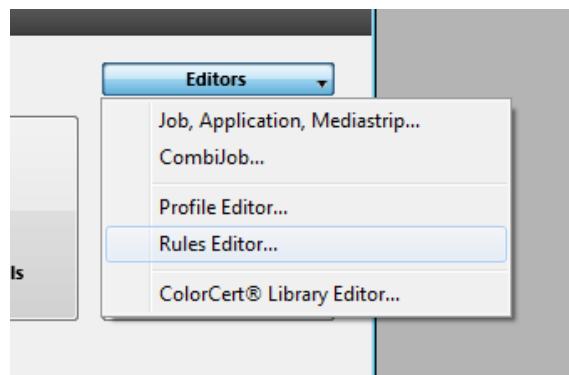 Editors
Job, Application, Mediastrip...
CombiJob...
Profile Editor...
Rules Editor...
ls
ColorCert® Library Editor...